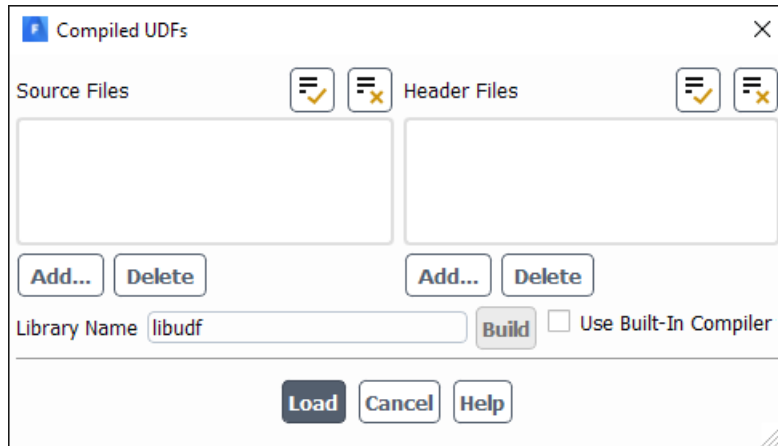 Compiled UDFs
Source Files
Header Files
Add... Delete
Add... Delete
Library Name libudf Build Use Built-In Compiler
Load Cancel Help